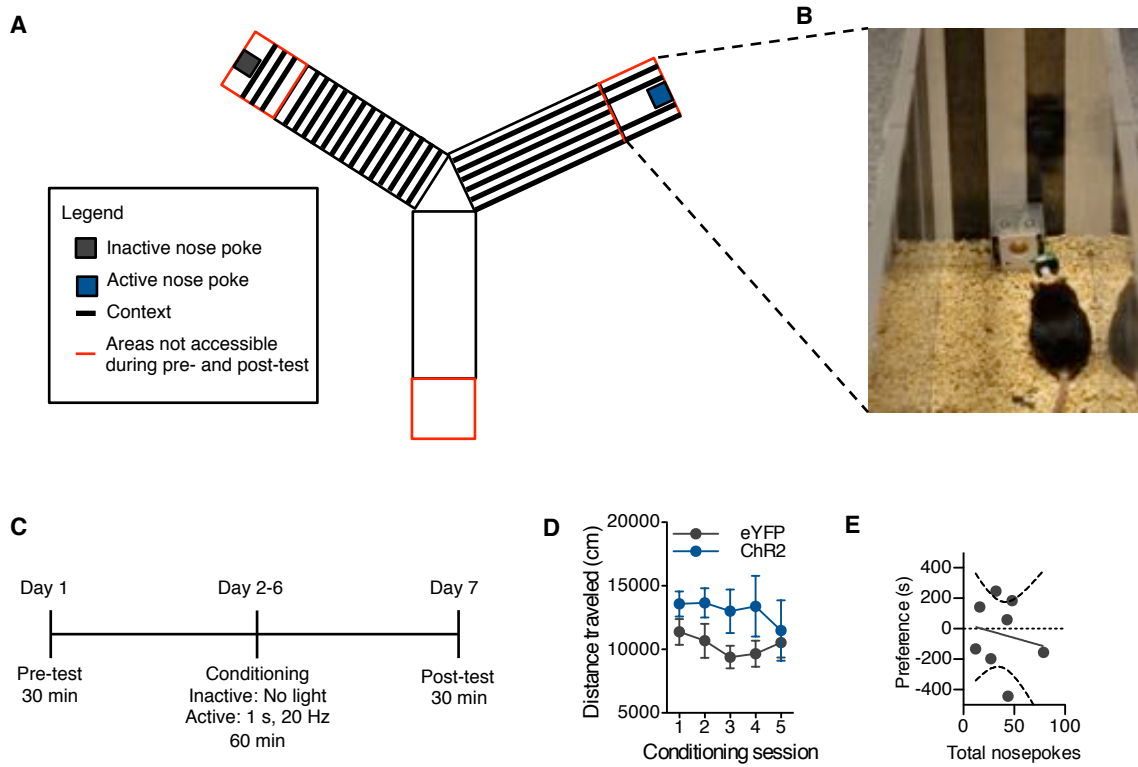 A
B
Legend
Inactive nose poke
Active nose poke
Context
Areas not accessible
during pre- and post-test
C
Day 1
Day 2-6
Day 7
Pre-test
30 min
Conditioning
Inactive: No light
Active: 1 s, 20 Hz
60 min
Post-test
30 min
D
Distance traveled (cm)
20000
15000
10000
5000
eYFP
ChR2
1 2 3 4 5
Conditioning session
E
Preference (s)
400
200
0
-200
-400
0 50 100
Total nosepokes